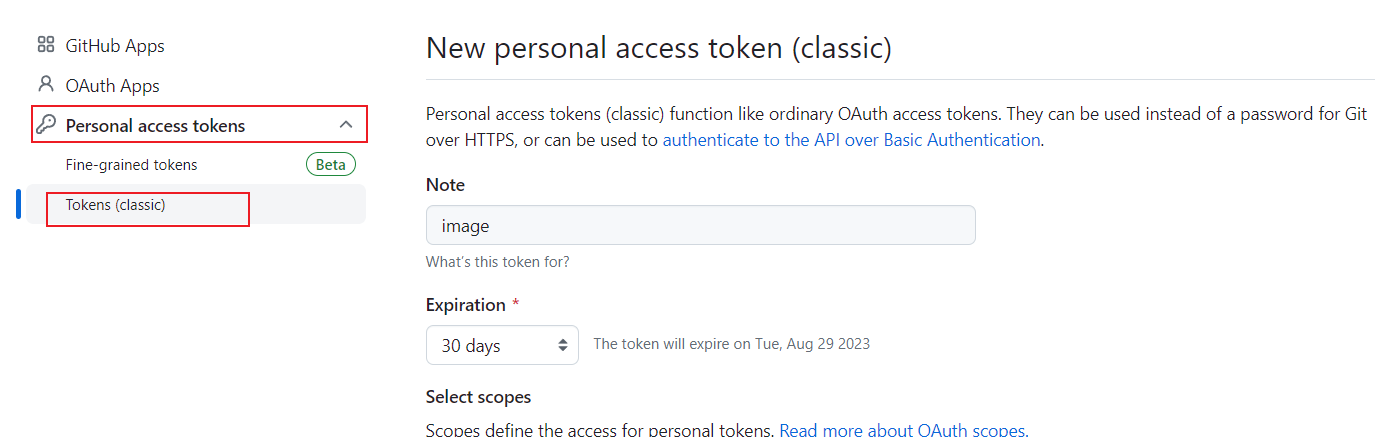 GitHub Apps
OAuth Apps
Personal access tokens
Fine-grained tokens Beta
Tokens (classic)
New personal access token (classic)
Personal access tokens (classic) function like ordinary OAuth access tokens. They can be used instead of a password for Git
over HTTPS, or can be used to authenticate to the API over Basic Authentication.
Note
image
What's this token for?
Expiration *
30 days The token will expire on Tue, Aug 29 2023
Select scopes
Scopes define the access for personal tokens. Read more about OAuth scopes.